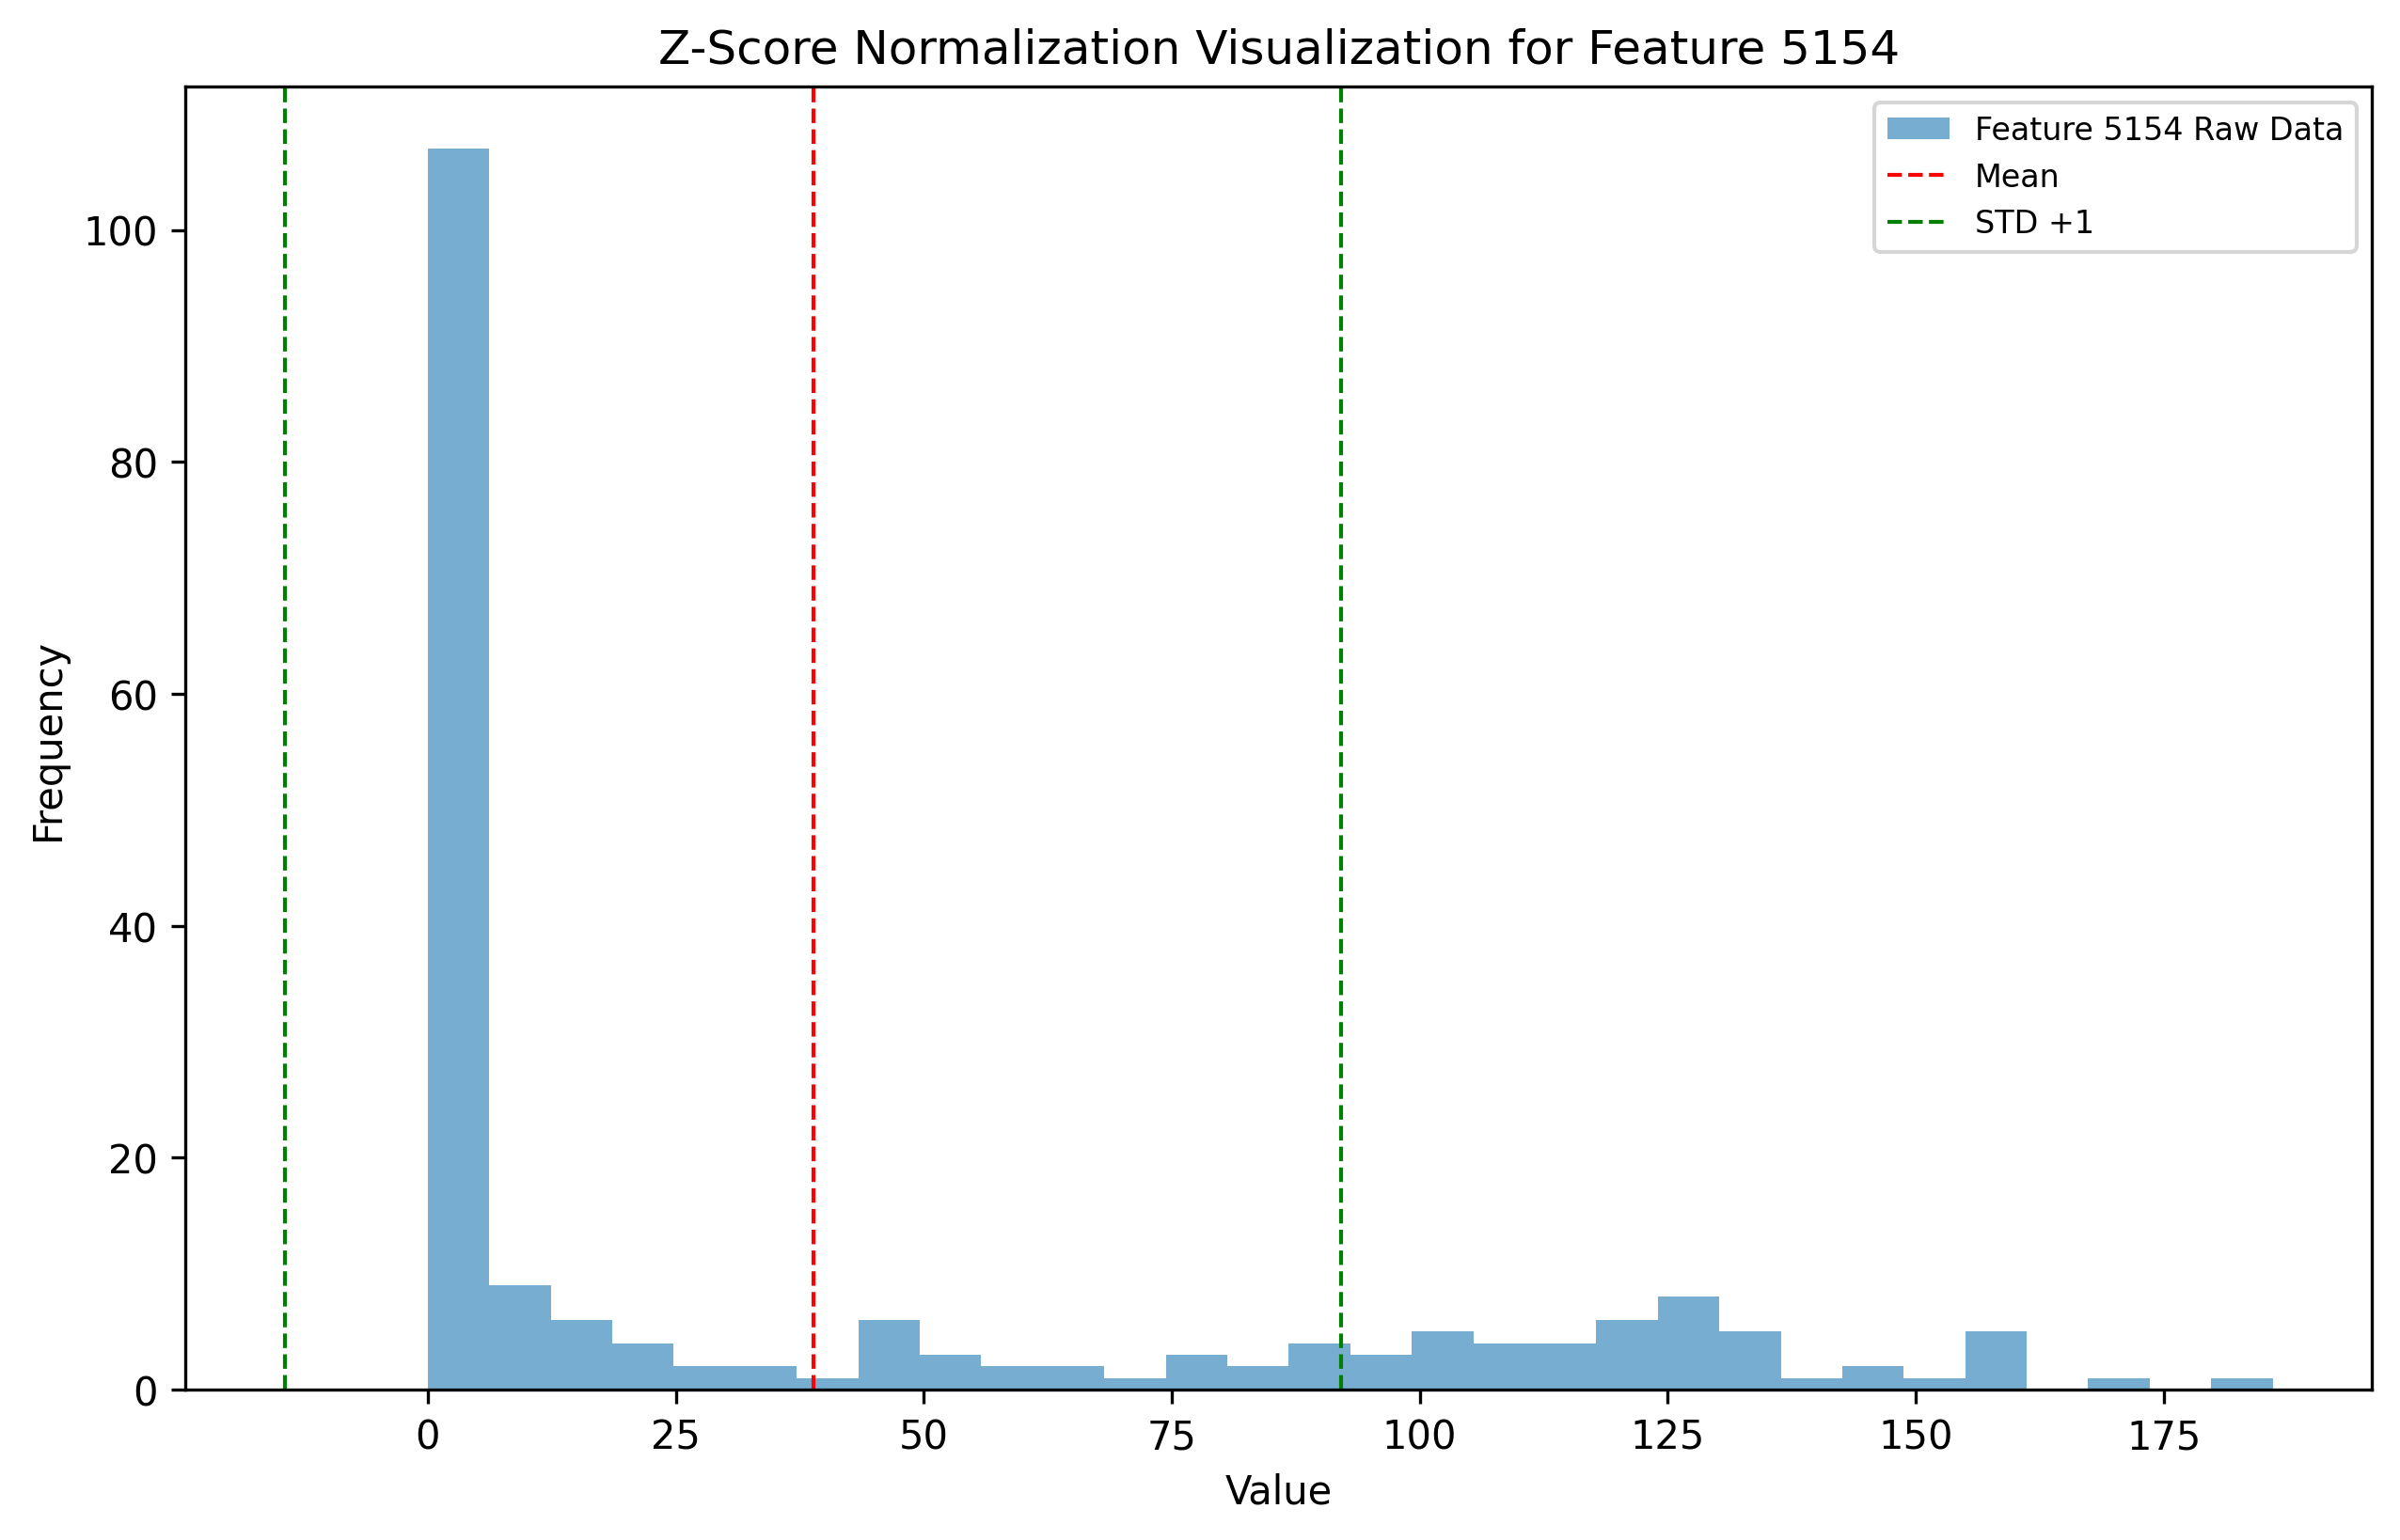 Z-Score Normalization Visualization for Feature 5154
Feature 5154 Raw Data
Mean
STD +1
Frequency
100
80
60
40
20
0
0 25 50 75 100 125 150 175
Value